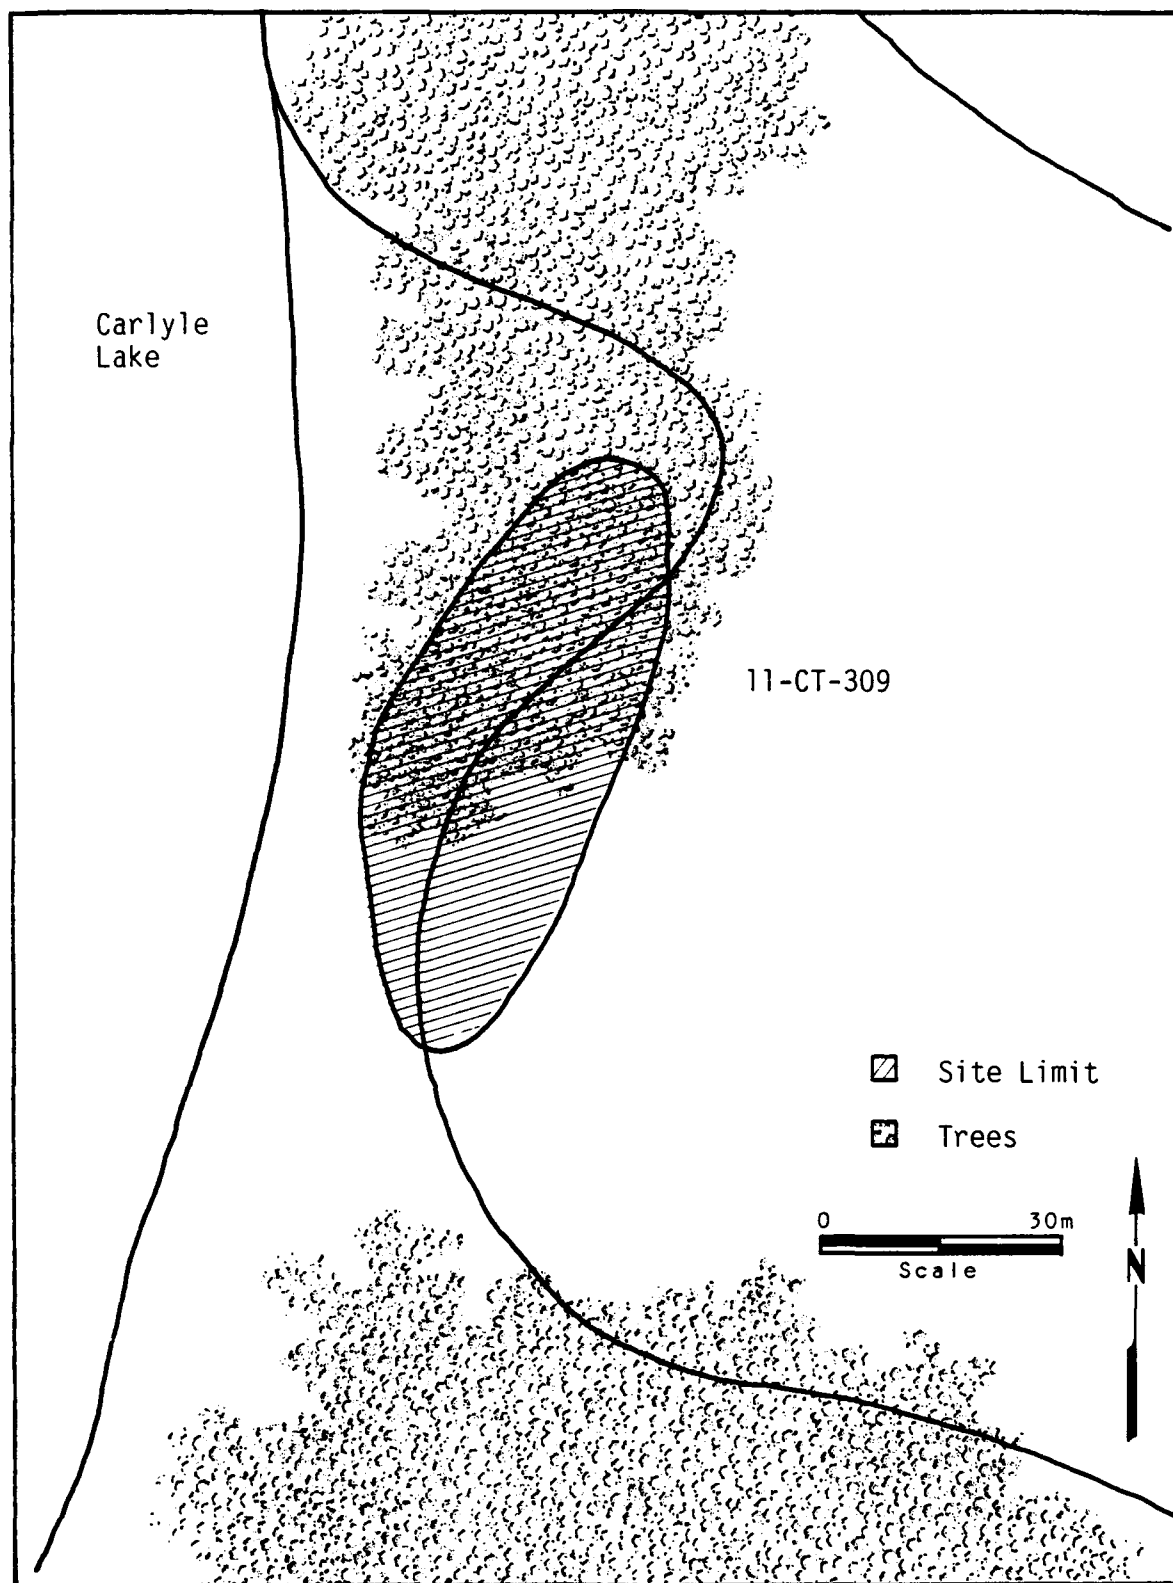 Carlyle
Lake
11-CT-309
Site Limit
Trees
0 30m
Scale
N